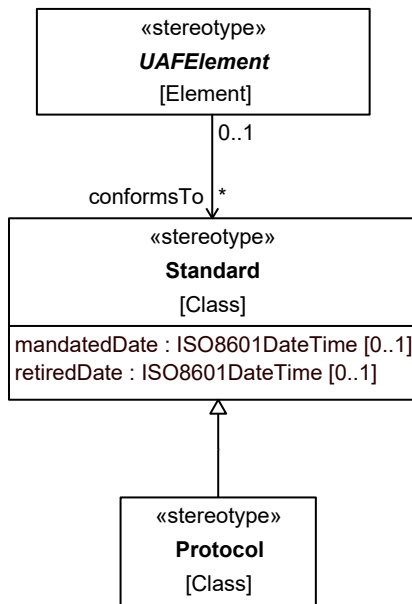 «stereotype»
UAFElement
[Element]
0..1
conformsTo *
«stereotype»
Standard
[Class]
mandatedDate : ISO8601DateTime [0..1]
retiredDate : ISO8601DateTime [0..1]
«stereotype»
Protocol
[Class]